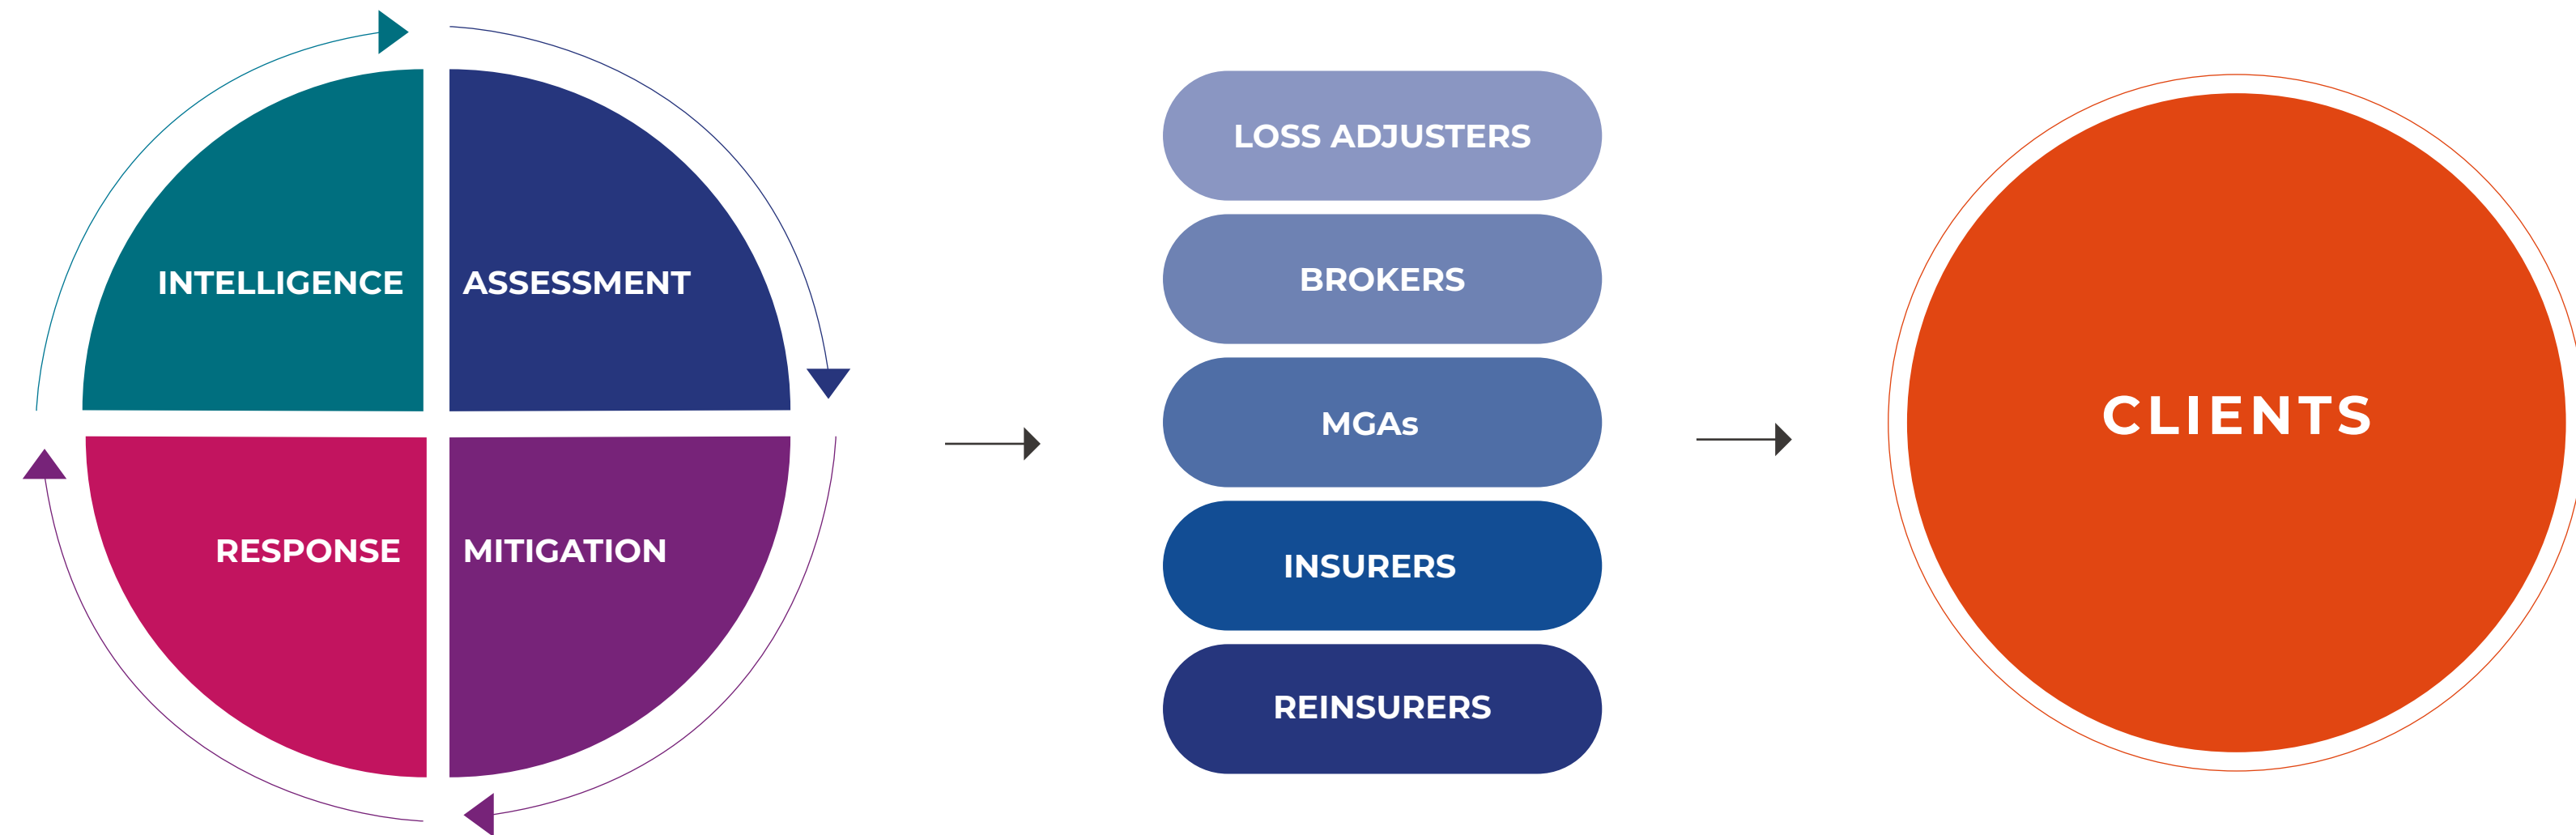 INTELLIGENCE
ASSESSMENT
RESPONSE
MITIGATION
LOSS ADJUSTERS
BROKERS
MGAs
INSURERS
REINSURERS
CLIENTS